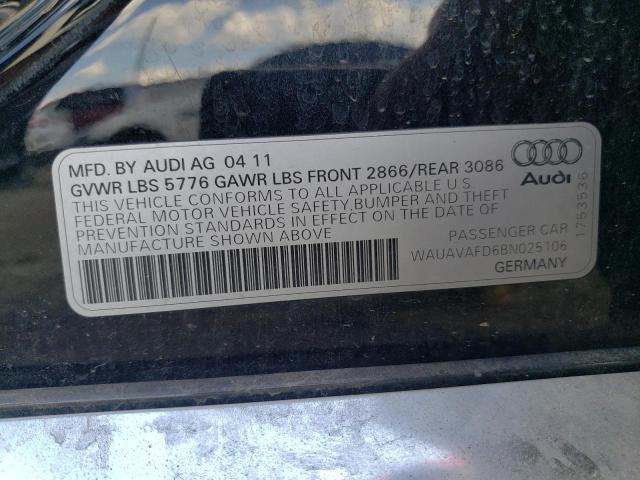 MFD. BY AUDI AG 04 11
GVWR LBS 5776 GAWR LBS FRONT 2866/REAR 3086
THIS VEHICLE CONFORMS TO ALL APPLICABLE U S
FEDERAL MOTOR VEHICLE SAFETY, BUMPER AND THEFT
PREVENTION STANDARDS IN EFFECT ON THE DATE OF
MANUFACTURE SHOWN ABOVE
Audi
PASSENGER CAR
WAUAVAFD6BN025106
GERMANY
1753536